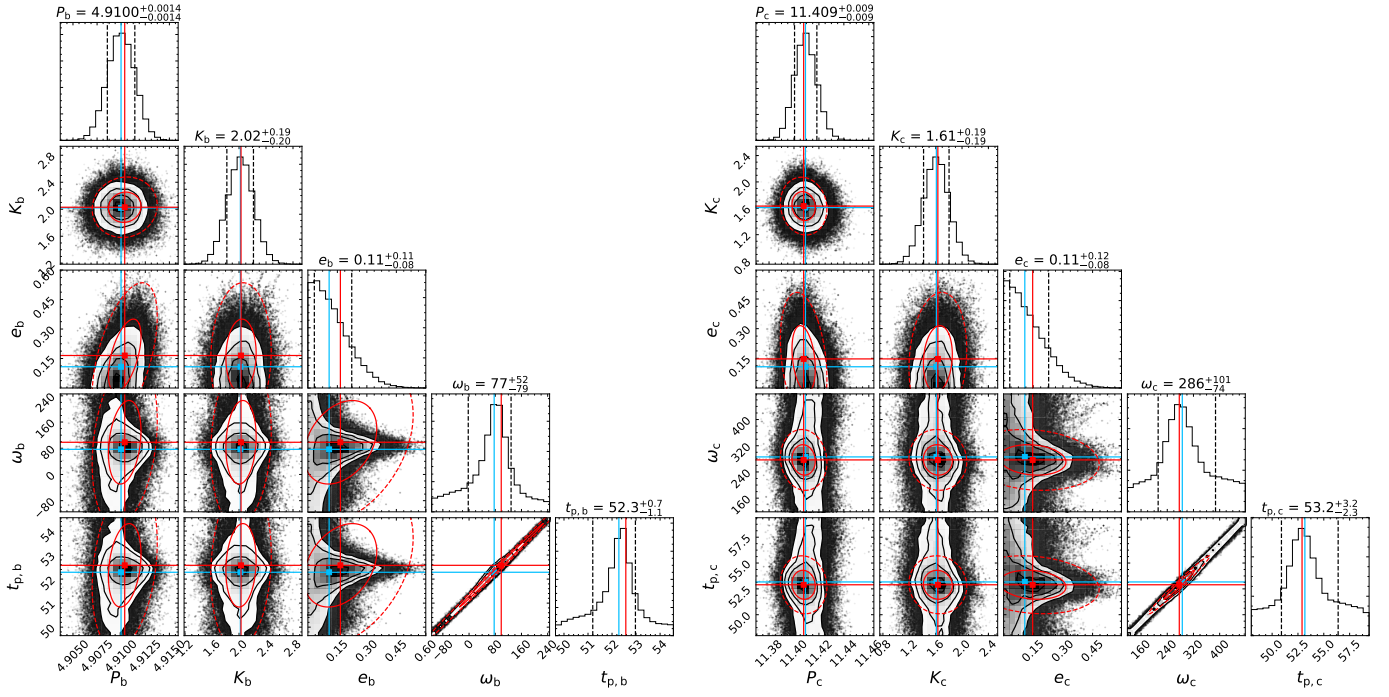 P_b = 4.9100^{+0.0014}_{-0.0014}
K_b = 2.02^{+0.19}_{-0.20}
e_b = 0.11^{+0.11}_{-0.08}
ω_b = 77^{+52}_{-79}
t_{p, b} = 52.3^{+0.7}_{-1.1}
K_b
2.8
2.4
2.0
1.6
1.2
e_b
0.60
0.45
0.30
0.15
ω_b
240
160
80
0
−80
t_{p, b}
54
53
52
51
50
4.9050 4.9075 4.9100 4.9125 4.9150
P_b
1.2 1.6 2.0 2.4 2.8
K_b
0.15 0.30 0.45 0.60
e_b
−80 0 80 160 240
ω_b
50 51 52 53 54
t_{p, b}
P_c = 11.409^{+0.009}_{-0.009}
K_c = 1.61^{+0.19}_{-0.19}
e_c = 0.11^{+0.12}_{-0.08}
ω_c = 286^{+101}_{-74}
t_{p, c} = 53.2^{+3.2}_{-2.3}
K_c
2.4
2.0
1.6
1.2
0.8
e_c
0.60
0.45
0.30
0.15
ω_c
400
320
240
160
t_{p, c}
57.5
55.0
52.5
50.0
11.38 11.40 11.42 11.44 11.46
P_c
1.2 1.6 2.0 2.4
K_c
0.15 0.30 0.45 0.60
e_c
160 240 320 400
ω_c
50.0 52.5 55.0 57.5
t_{p, c}